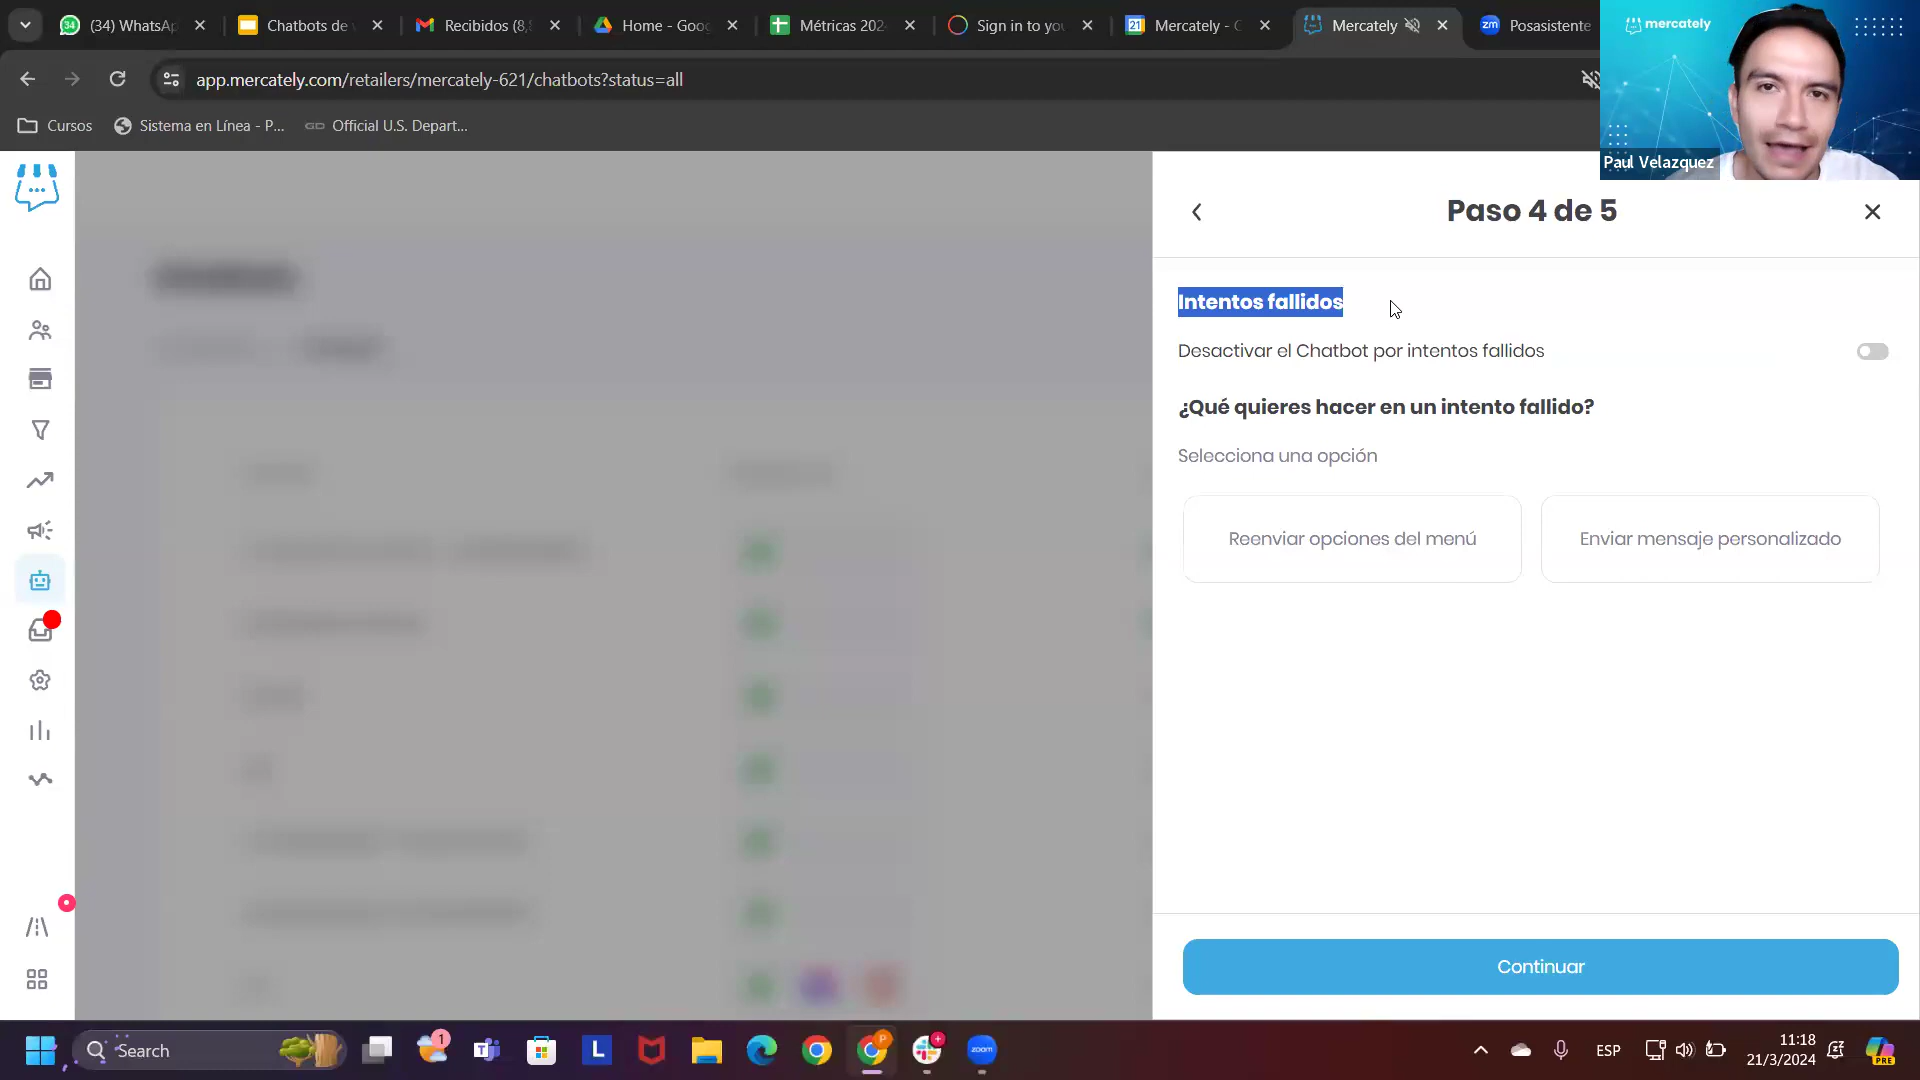 (34) WhatsA
Chatbots de
Recibidos (8,
Home - Goog
Métricas 202
Sign in to yo
Mercately - C
Mercately
Posasistente
app.mercately.com/retailers/mercately-621/chatbots?status=all
Cursos
Sistema en Línea - P...
Official U.S. Depart...
mercately
Paul Velazquez
Paso 4 de 5
Intentos fallidos
Desactivar el Chatbot por intentos fallidos
¿Qué quieres hacer en un intento fallido?
Selecciona una opción
Reenviar opciones del menú
Enviar mensaje personalizado
Continuar
Search
ESP
11:18
21/3/2024